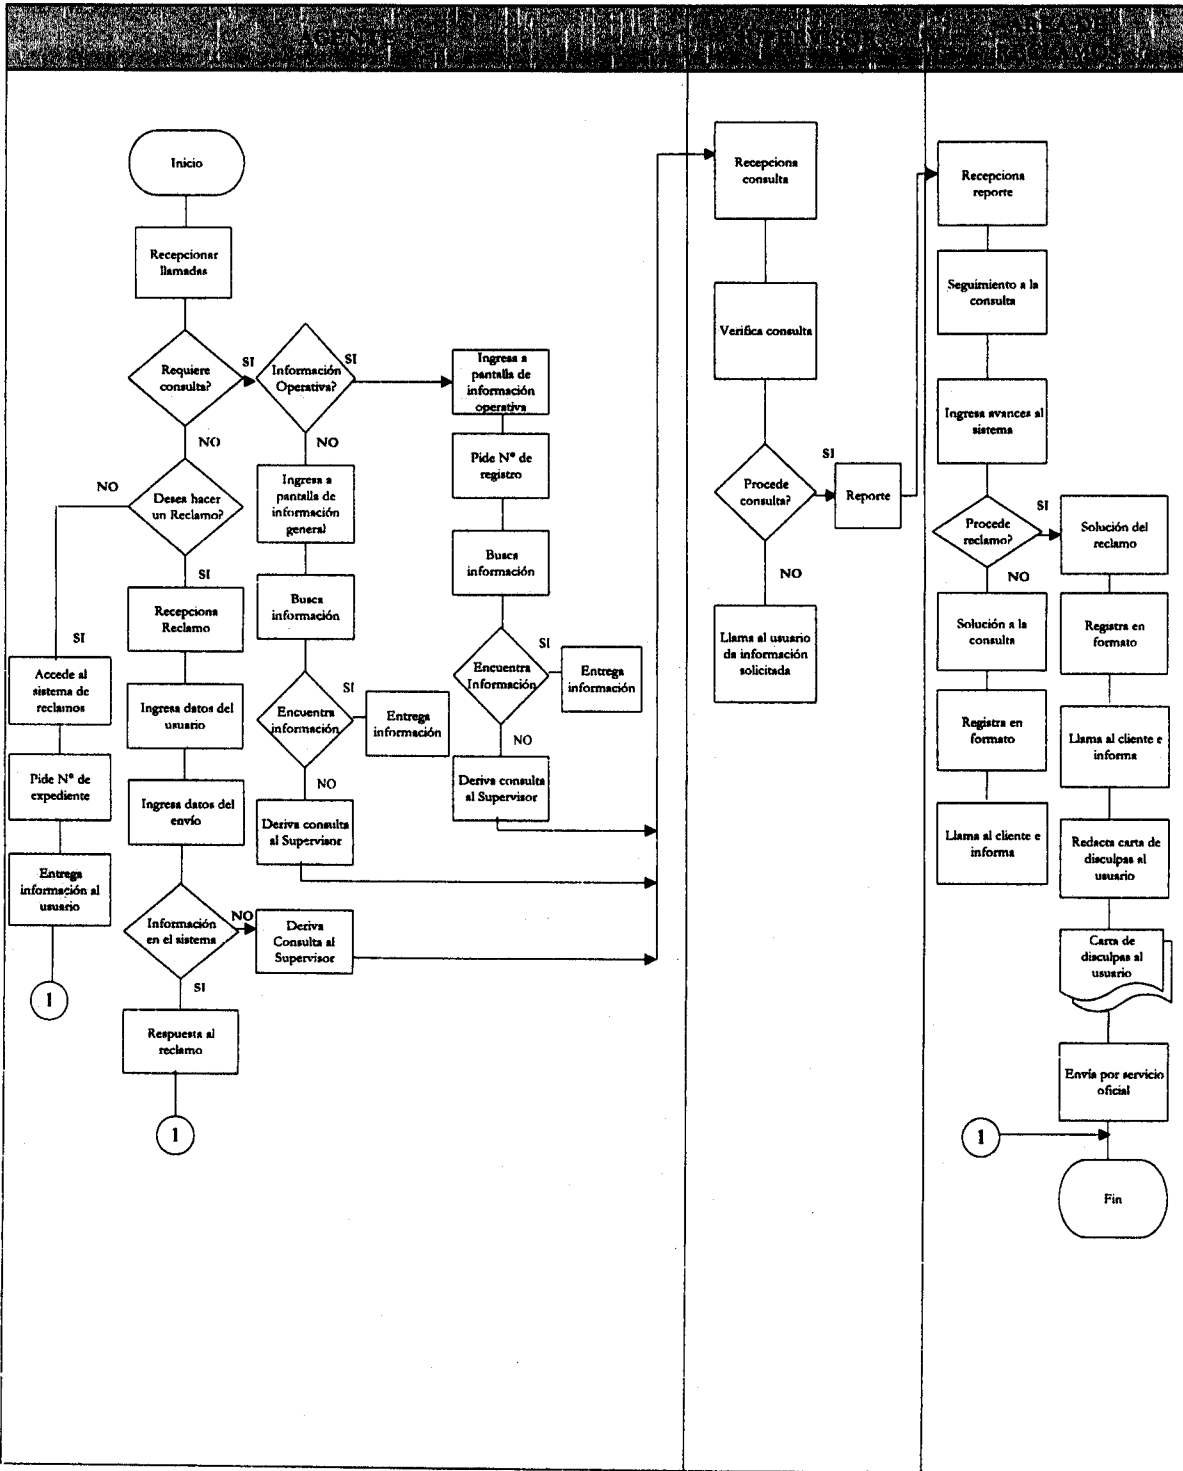 AGENTE
SUPERVISOR
AREA DE
RECLAMOS
Inicio
Recepcionar
llamadas
Requiere
consulta?
SI
NO
Información
Operativa?
SI
NO
Ingresa a
pantalla de
información
operativa
Pide N° de
registro
Busca
información
Encuentra
Información
SI
Entrega
información
NO
Deriva consulta
al Supervisor
Ingresa a
pantalla de
información
general
Busca
información
Encuentra
información
SI
Entrega
información
NO
Deriva consulta
al Supervisor
Desea hacer
un Reclamo?
NO
SI
Recepciona
Reclamo
Ingresa datos del
usuario
Ingresa datos del
envío
Información
en el sistema
NO
Deriva
Consulta al
Supervisor
SI
Respuesta al
reclamo
1
SI
Accede al
sistema de
reclamos
Pide N° de
expediente
Entrega
información al
usuario
1
Recepciona
consulta
Verifica consulta
Procede
consulta?
SI
Reporte
NO
Llama al usuario
da información
solicitada
Recepciona
reporte
Seguimiento a la
consulta
Ingresa avances al
sistema
Procede
reclamo?
SI
NO
Solución a la
consulta
Registra en
formato
Llama al cliente e
informa
Solución del
reclamo
Registra en
formato
Llama al cliente e
informa
Redacta carta de
disculpas al
usuario
Carta de
disculpas al
usuario
Envía por servicio
oficial
1
Fin